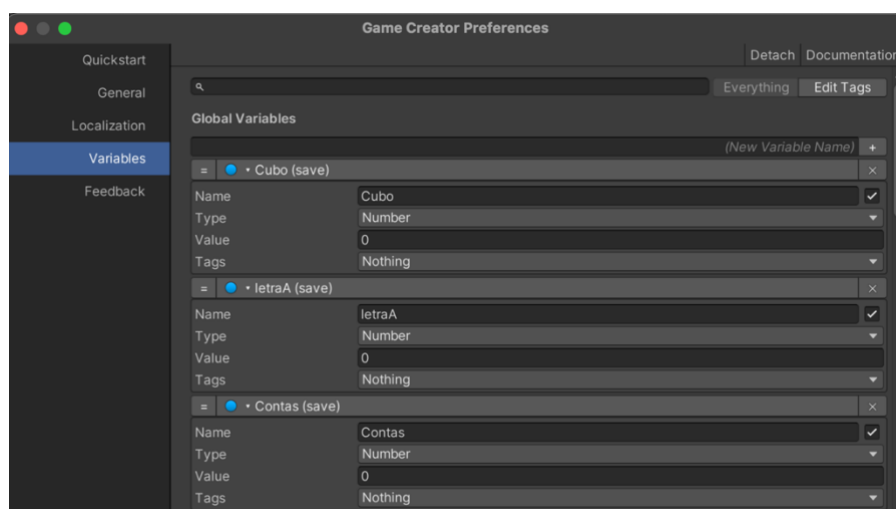 Game Creator Preferences
Detach Documentation
Quickstart
General
Localization
Variables
Feedback
Everything Edit Tags
Global Variables
(New Variable Name) +
= • Cubo (save) ×
Name Cubo
Type Number
Value 0
Tags Nothing
= • letraA (save) ×
Name letraA
Type Number
Value 0
Tags Nothing
= • Contas (save) ×
Name Contas
Type Number
Value 0
Tags Nothing